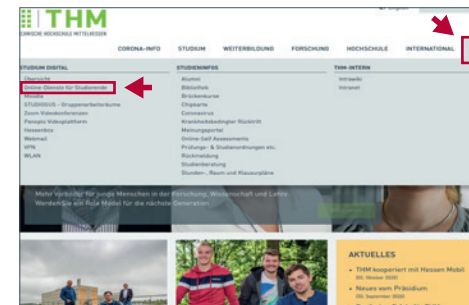 THM
TECHNISCHE HOCHSCHULE MITTELHESSEN
CORONA-INFO STUDIUM WEITERBILDUNG FORSCHUNG HOCHSCHULE INTERNATIONAL
STUDIUM DIGITAL
Übersicht
Online-Dienste für Studierende
Moodle
STUDISSUS - Gruppenarbeitsräume
Zoom Videokonferenzen
Panopto Videoplattform
Hessenbox
Webmail
VPN
WLAN
STUDIENINFOS
Alumni
Bibliothek
Brückenkurse
Chipkarte
Coronavirus
Krankheitsbedingter Rücktritt
Meinungsportal
Online-Self Assessments
Prüfungs- & Studienordnungen etc.
Rückmeldung
Studienberatung
Stunden-, Raum und Klausurpläne
THM-INTERN
Intrawiki
Intranet
Mehr Vorbilder für junge Menschen in der Forschung, Wissenschaft und Lehre.
Werden Sie ein Role Model für die nächste Generation
AKTUELLES
• THM kooperiert mit Hessen Mobil
• Neues vom Präsidium